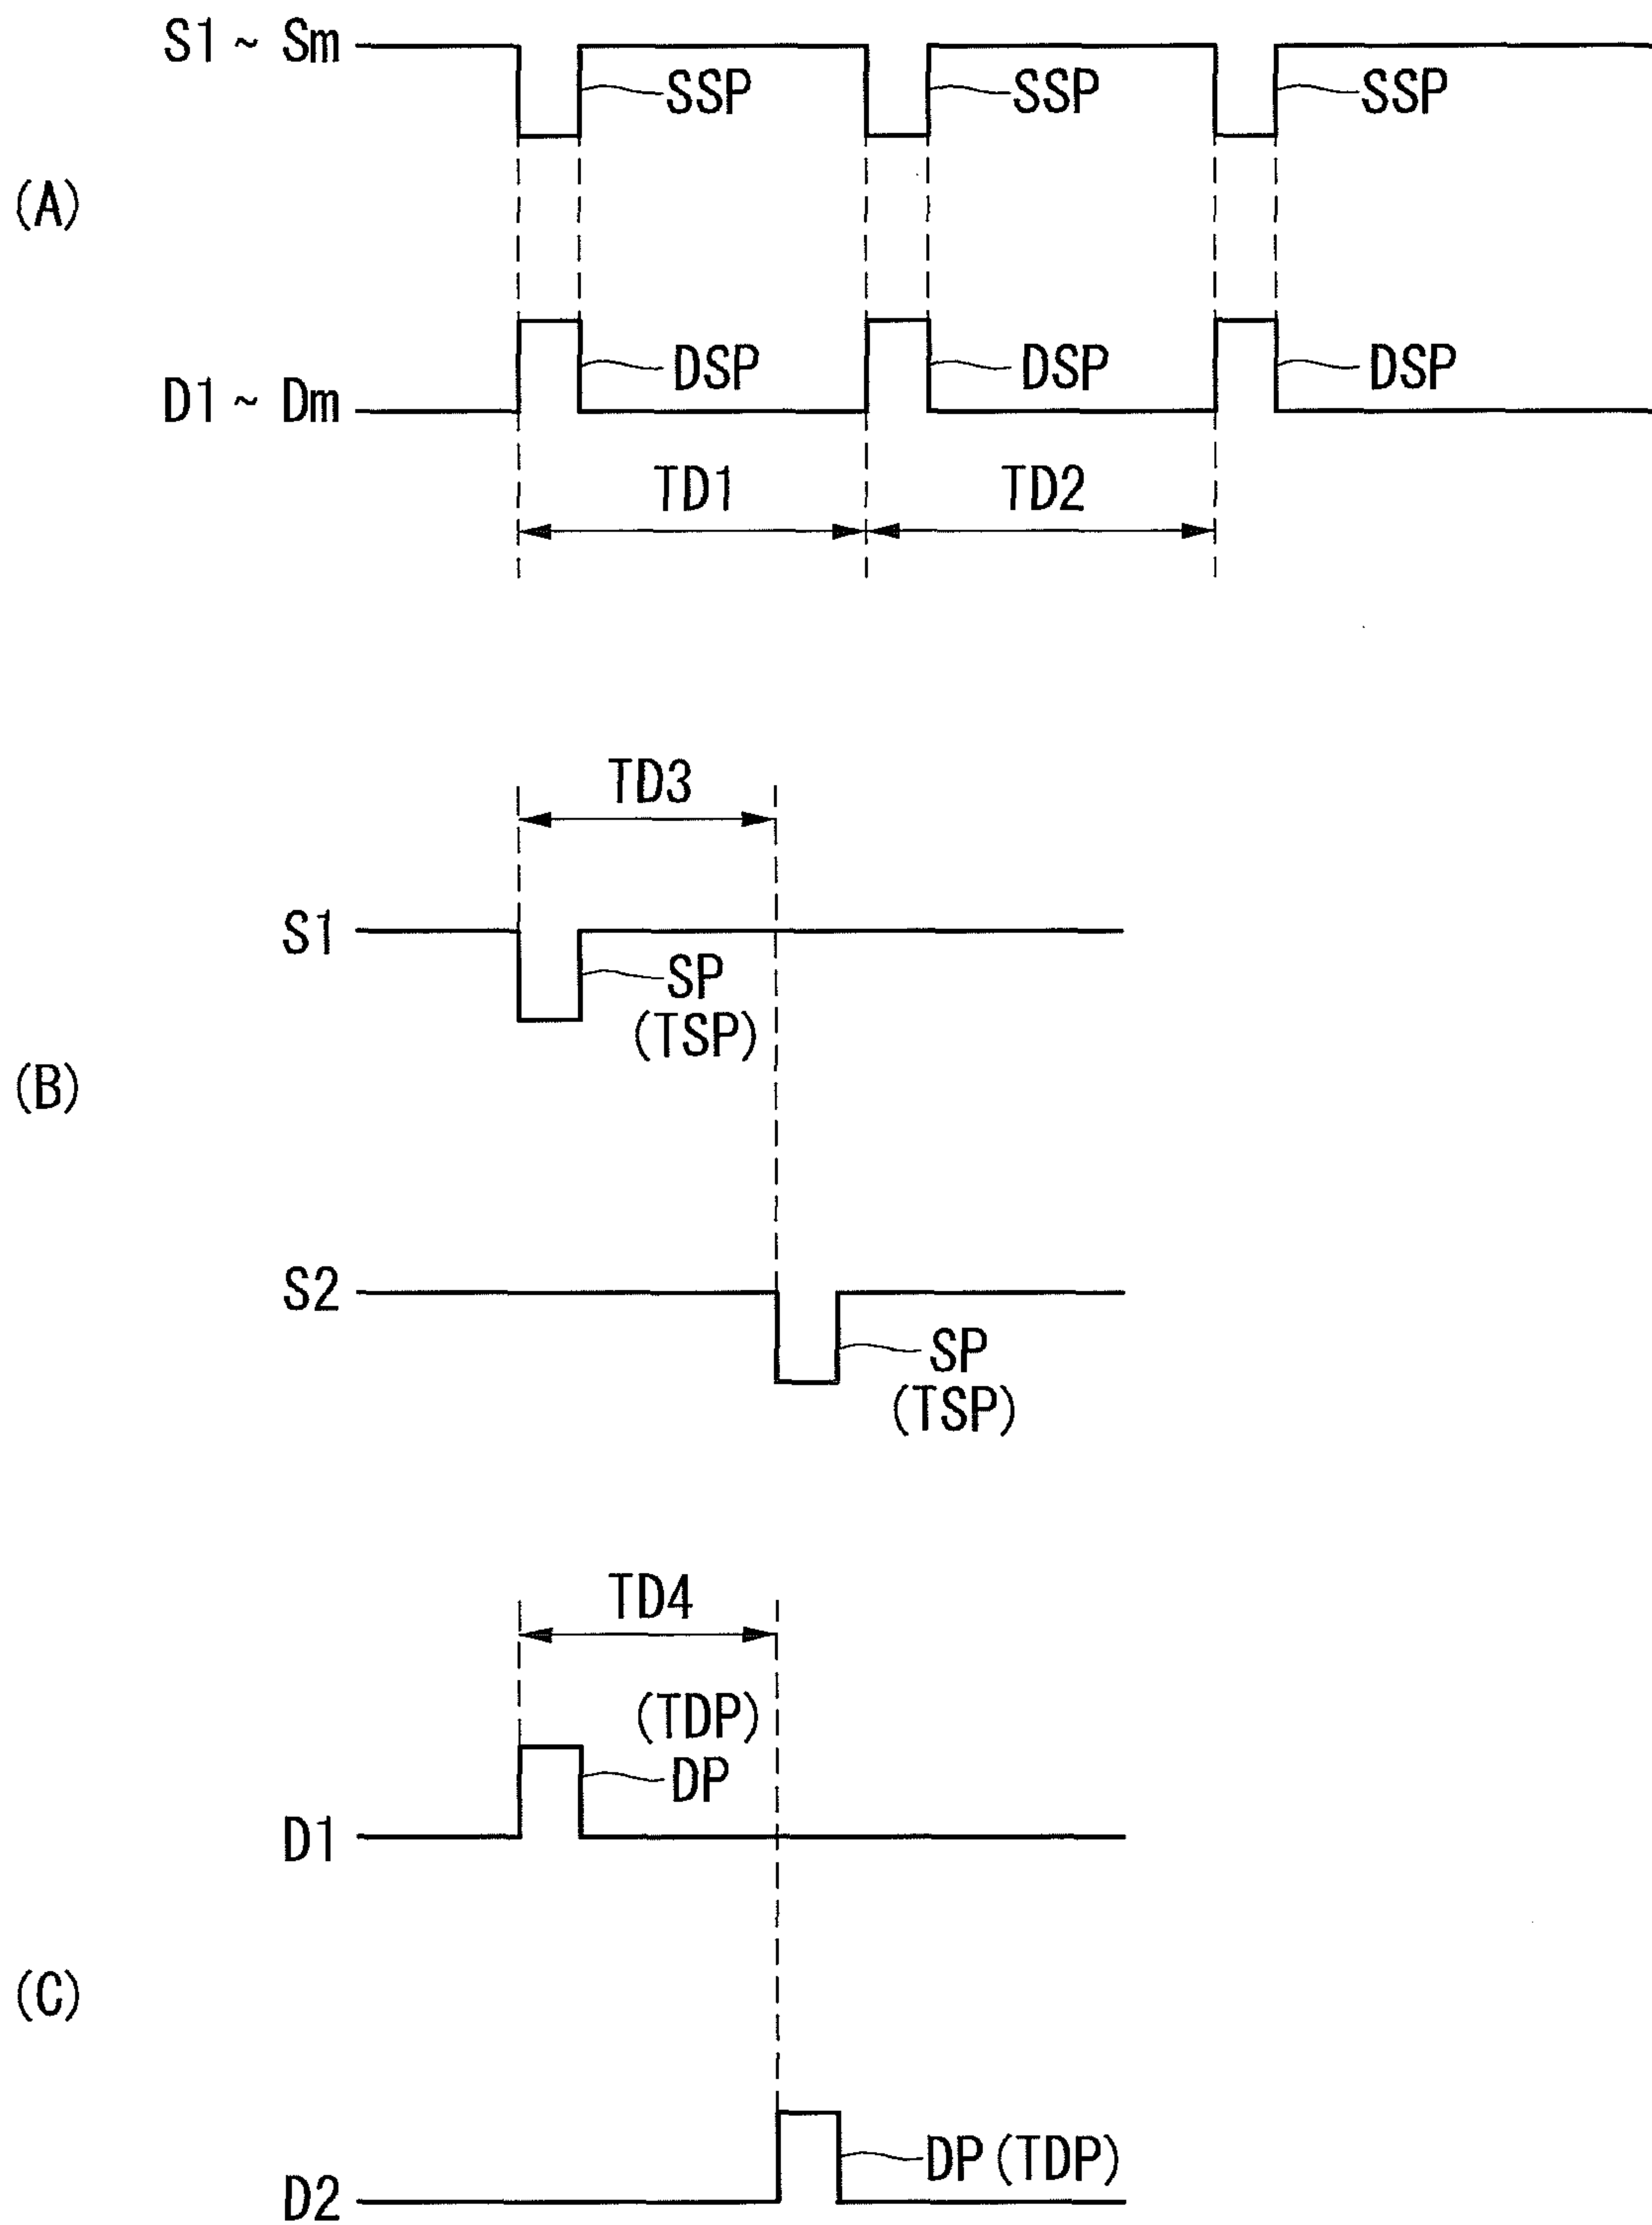 S1 ~ Sm
SSP SSP SSP
(A)
DSP DSP DSP
D1 ~ Dm
TD1 TD2
TD3
S1
SP
(TSP)
(B)
S2
SP
(TSP)
TD4
(TDP)
DP
D1
(C)
DP (TDP)
D2